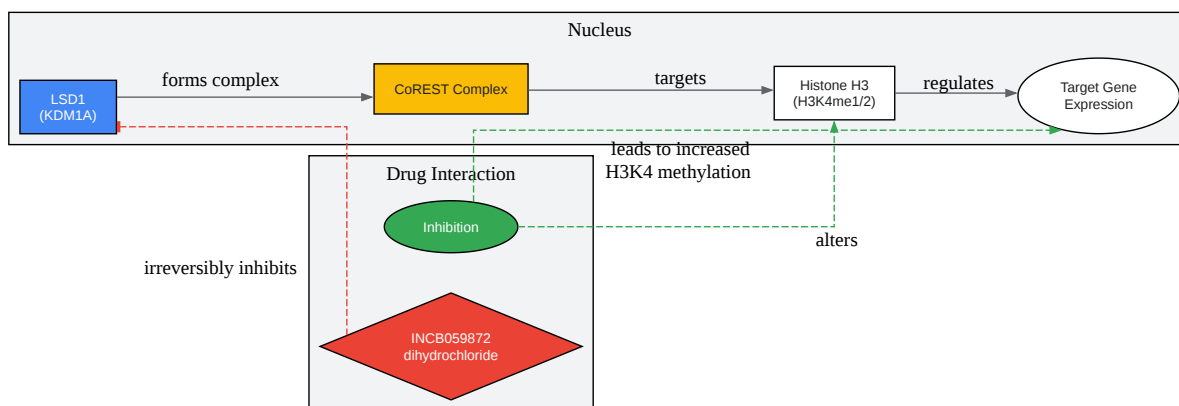 Nucleus
LSD1
(KDM1A)
forms complex
CoREST Complex
targets
Histone H3
(H3K4me1/2)
regulates
Target Gene
Expression
leads to increased
H3K4 methylation
Drug Interaction
Inhibition
alters
irreversibly inhibits
INCB059872
dihydrochloride